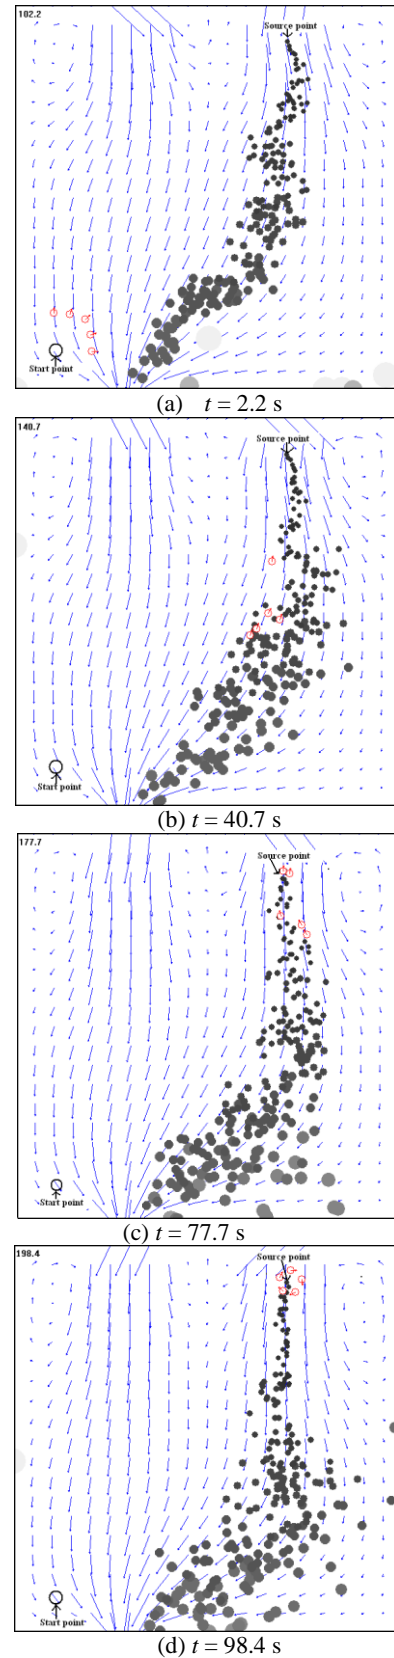 102.2
Source point
Start point
(a) t = 2.2 s
140.7
Source point
Start point
(b) t = 40.7 s
177.7
Source point
Start point
c) t = 77.7 s
198.4
Source point
Start point
(d) t = 98.4 s